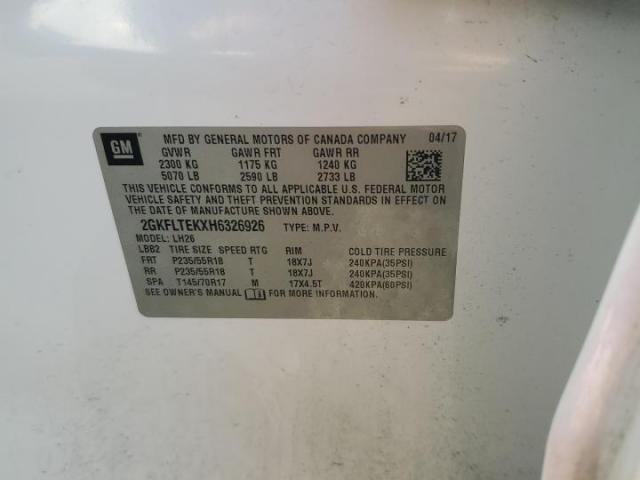 GM
MFD BY GENERAL MOTORS OF CANADA COMPANY 04/17
GVWR GAWR FRT GAWR RR
2300 KG 1175 KG 1240 KG
5070 LB 2590 LB 2733 LB
THIS VEHICLE CONFORMS TO ALL APPLICABLE U.S. FEDERAL MOTOR
VEHICLE SAFETY AND THEFT PREVENTION STANDARDS IN EFFECT ON
THE DATE OF MANUFACTURE SHOWN ABOVE.
2GKFLTEKXH6326926 TYPE: M.P.V.
MODEL: LH26
LBB2 TIRE SIZE SPEED RTG RIM COLD TIRE PRESSURE
FRT P235/55R18 T 18X7J 240KPA(35PSI)
RR P235/55R18 T 18X7J 240KPA(35PSI)
SPA T145/70R17 M 17X4.5T 420KPA(60PSI)
SEE OWNER'S MANUAL FOR MORE INFORMATION.